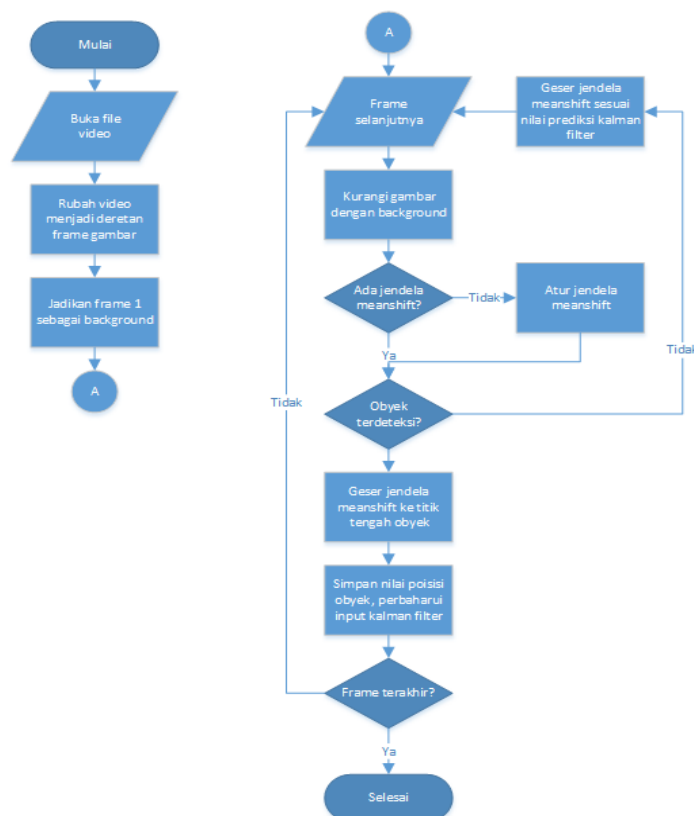 Mulai
Buka file
video
Rubah video
menjadi deretan
frame gambar
Jadikan frame 1
sebagai background
A
A
Frame
selanjutnya
Geser jendela
meanshift sesuai
nilai prediksi kalman
filter
Kurangi gambar
dengan background
Ada jendela
meanshift?
Tidak
Atur jendela
meanshift
Ya
Tidak
Tidak
Obyek
terdeteksi?
Geser jendela
meanshift ke titik
tengah obyek
Simpan nilai poisisi
obyek, perbaharui
input kalman filter
Frame terakhir?
Ya
Selesai